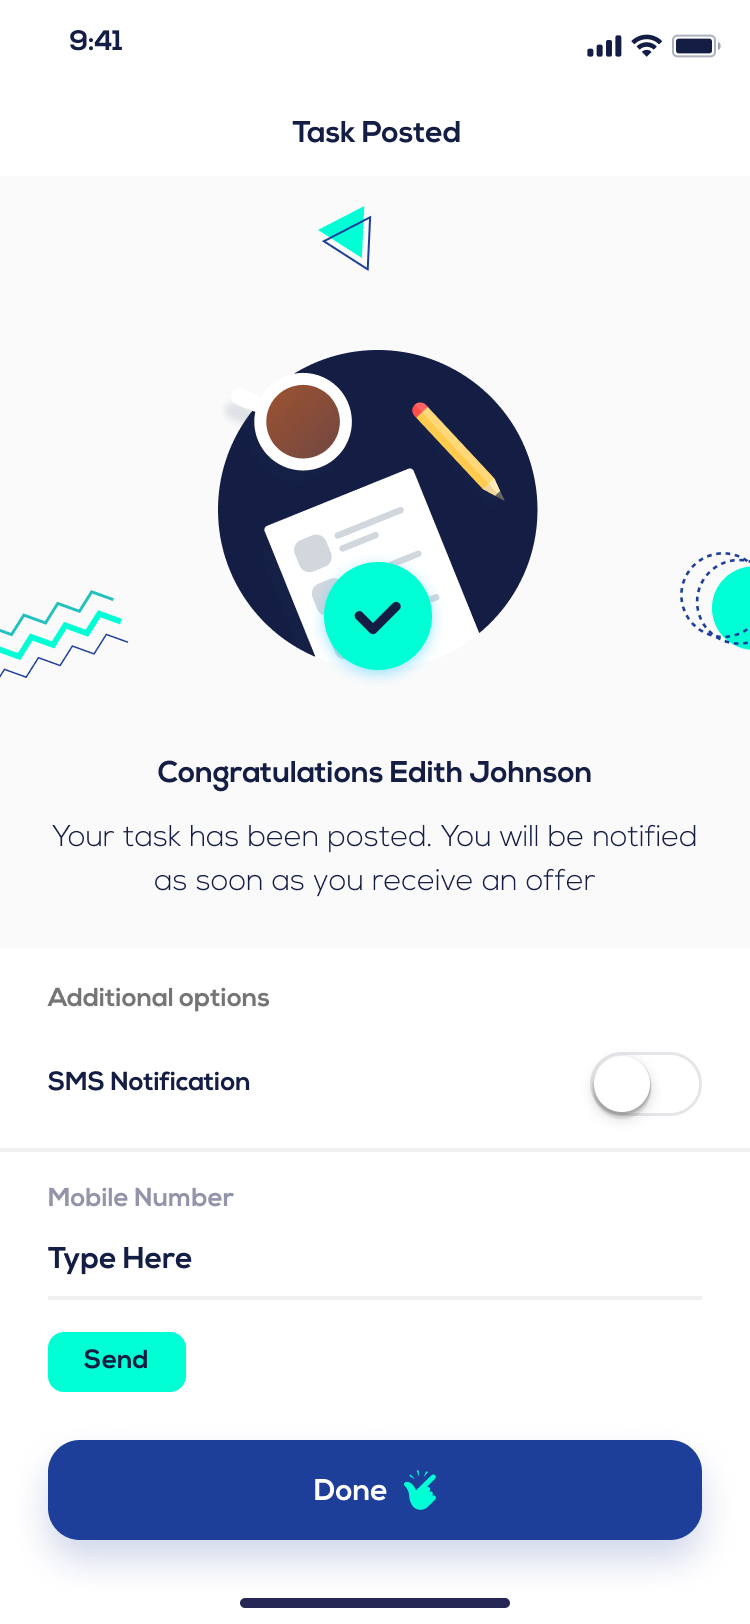 9:41
Task Posted
Congratulations Edith Johnson
Your task has been posted. You will be notified
as soon as you receive an offer
Additional options
SMS Notification
Mobile Number
Type Here
Send
Done